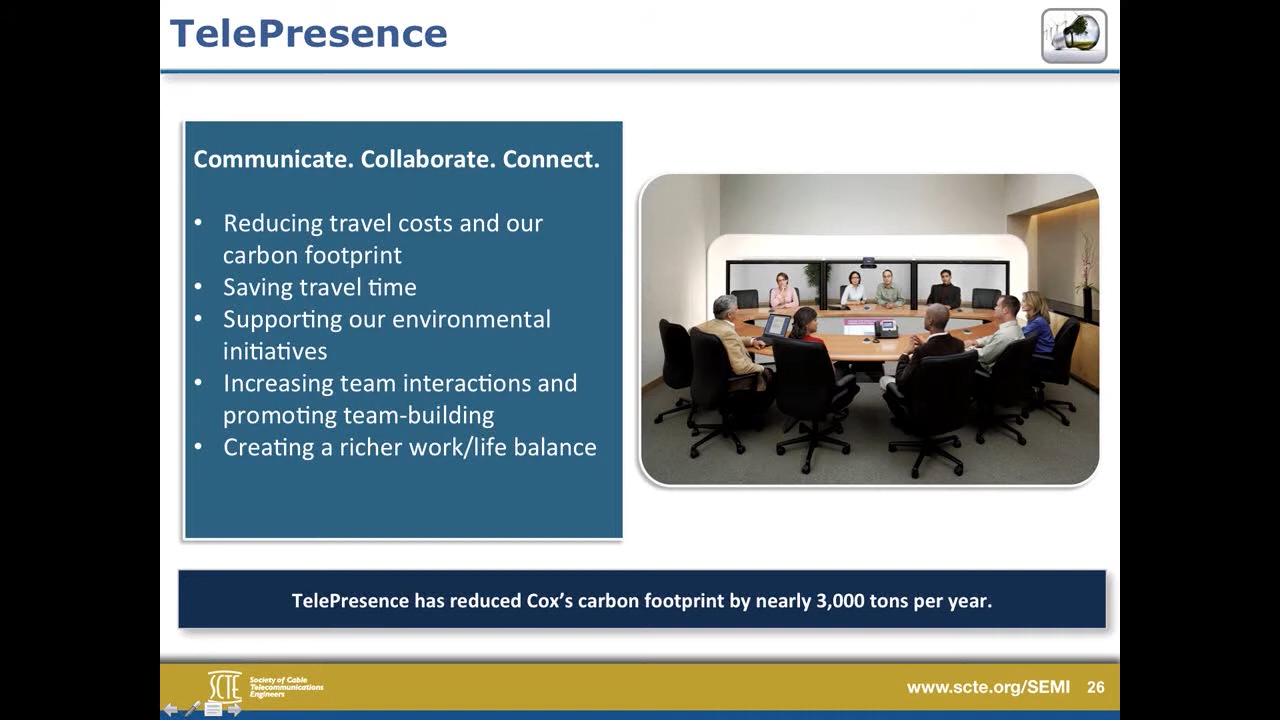 TelePresence
Communicate. Collaborate. Connect.
• Reducing travel costs and our
carbon footprint
• Saving travel time
• Supporting our environmental
initiatives
• Increasing team interactions and
promoting team-building
• Creating a richer work/life balance
TelePresence has reduced Cox's carbon footprint by nearly 3,000 tons per year.
SCTE
Society of Cable
Telecommunications
Engineers
www.scte.org/SEMI 26